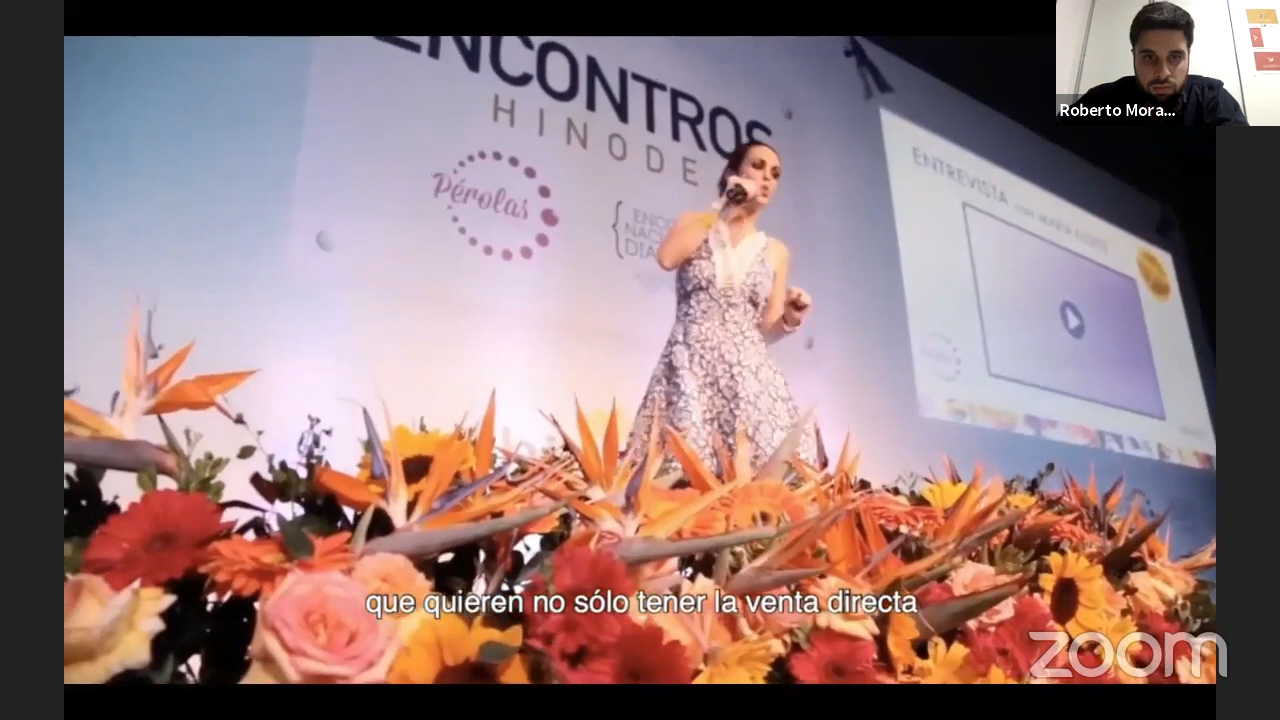 ENCONTROS
HINODE
Pérolas
ENTREVISTA
Roberto Mora...
que quieren no sólo tener la venta directa
zoom